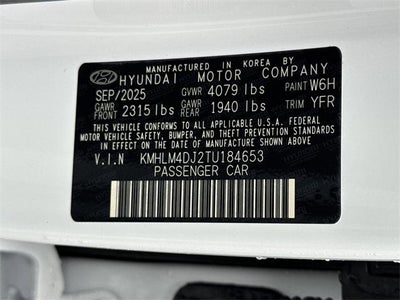 MANUFACTURED IN KOREA BY
HYUNDAI MOTOR COMPANY
SEP/2025 GVWR 4079 lbs PAINT W6H
GAWR FRONT 2315 lbs GAWR REAR 1940 lbs TRIM YFR
THIS VEHICLE CONFORMS TO ALL APPLICABLE U.S.A. FEDERAL
MOTOR VEHICLE SAFETY, BUMPER, AND THEFT PREVENTION STANDARDS
IN EFFECT ON THE DATE OF MANUFACTURE SHOWN ABOVE.
V.I.N KMHLM4DJ2TU184653
PASSENGER CAR